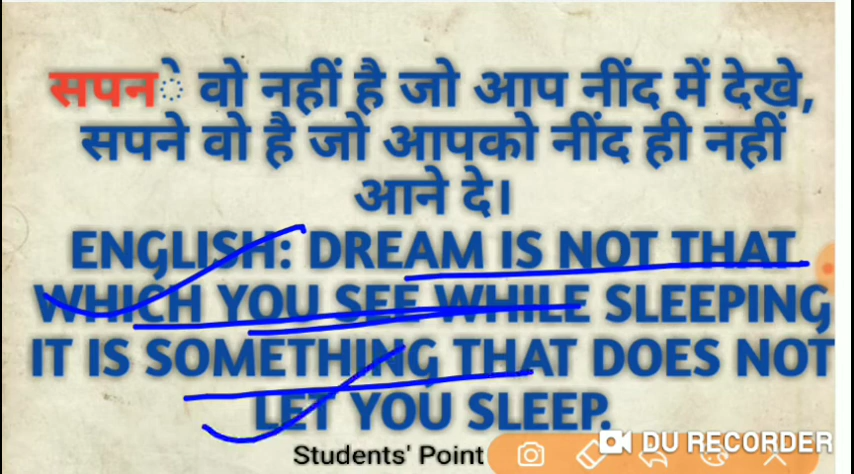 सपने वो नहीं है जो आप नींद में देखे,
सपने वो है जो आपको नींद ही नहीं
आने दे।
ENGLISH: DREAM IS NOT THAT
WHICH YOU SEE WHILE SLEEPING
IT IS SOMETHING THAT DOES NOT
LET YOU SLEEP.
Students' Point
DU RECORDER